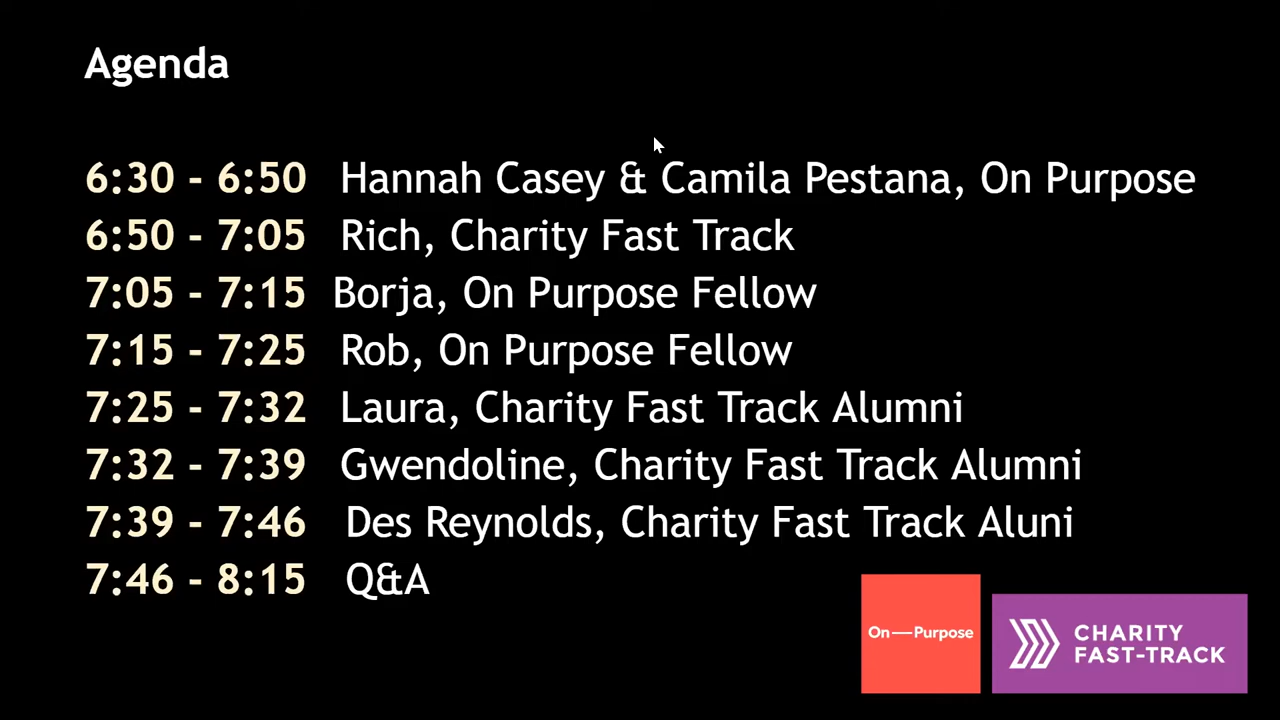 Agenda
6:30 - 6:50 Hannah Casey & Camila Pestana, On Purpose
6:50 - 7:05 Rich, Charity Fast Track
7:05 - 7:15 Borja, On Purpose Fellow
7:15 - 7:25 Rob, On Purpose Fellow
7:25 - 7:32 Laura, Charity Fast Track Alumni
7:32 - 7:39 Gwendoline, Charity Fast Track Alumni
7:39 - 7:46 Des Reynolds, Charity Fast Track Aluni
7:46 - 8:15 Q&A
On—Purpose
CHARITY
FAST-TRACK